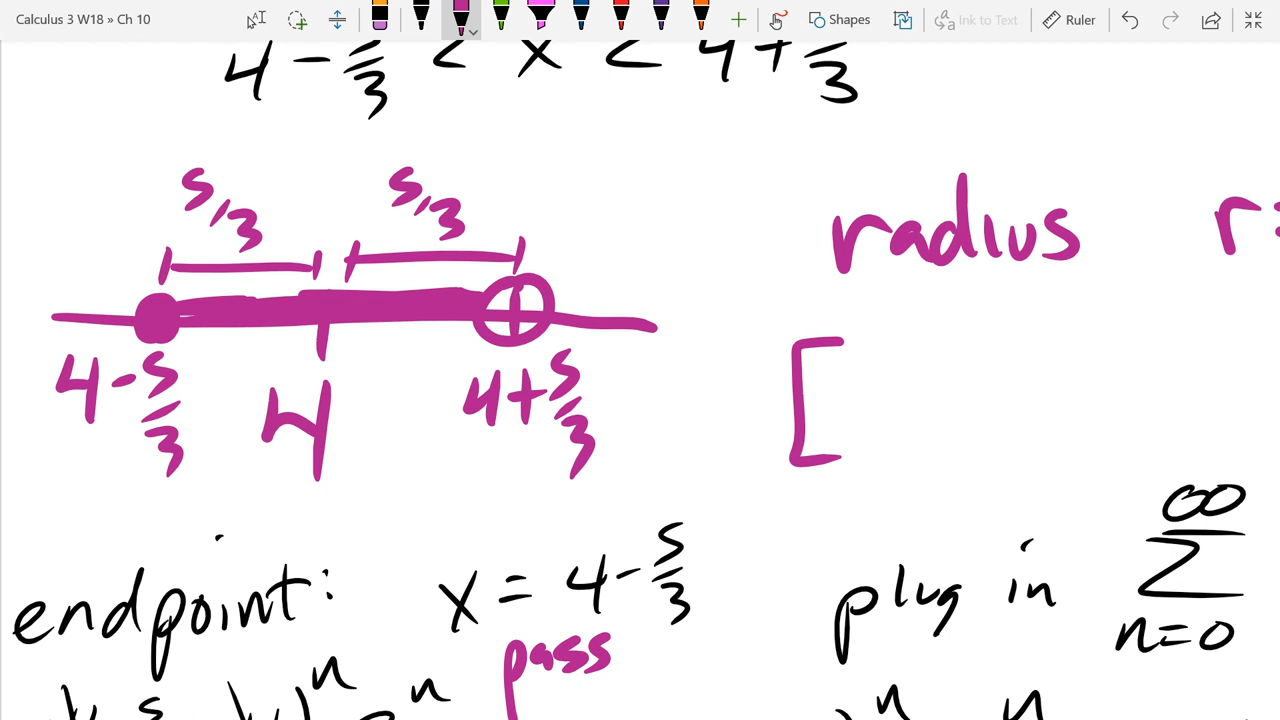 Calculus 3 W18 » Ch 10
Ink to Text
Shapes
Ruler
4 - 5/3 < x < 4 + 5/3
5/3 5/3
radius r=
4 - 5/3 4 4 + 5/3
[
endpoint: x = 4 - 5/3 plug in ∞ Σ n=0
pass